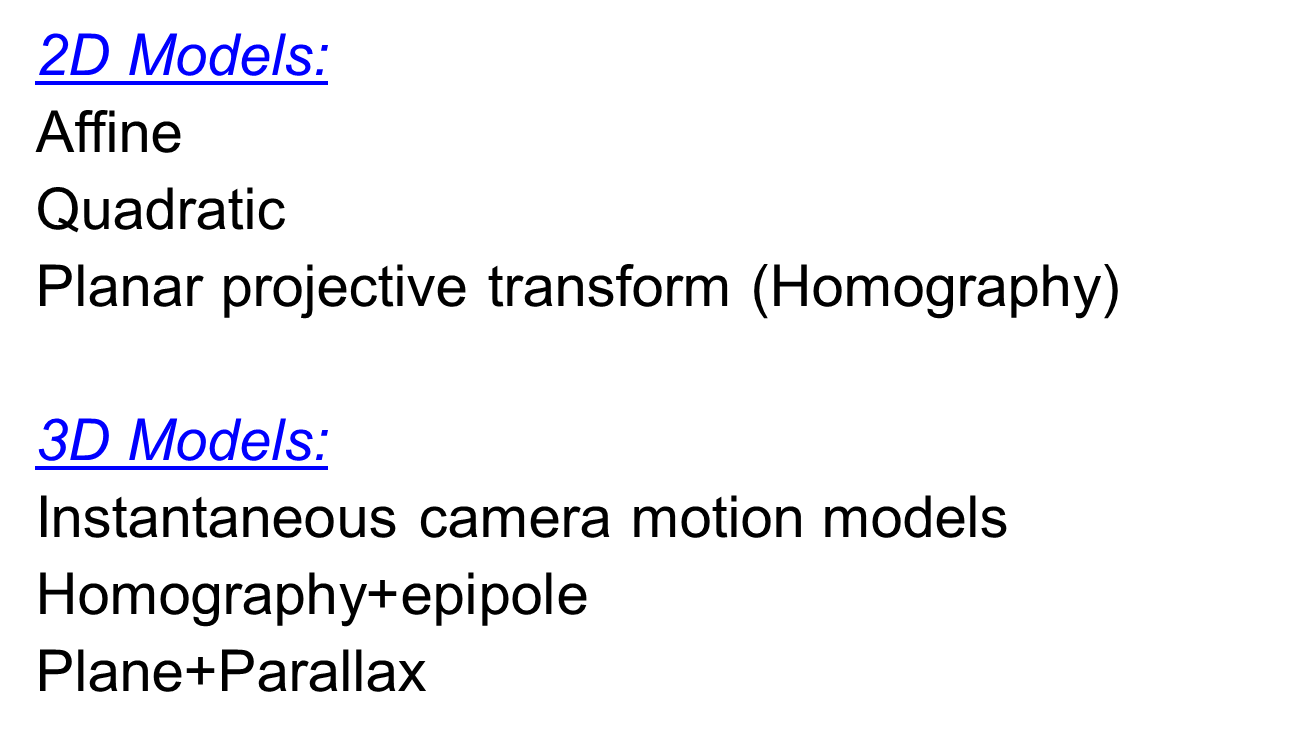 2D Models:
Affine
Quadratic
Planar projective transform (Homography)
3D Models:
Instantaneous camera motion models
Homography+epipole
Plane+Parallax